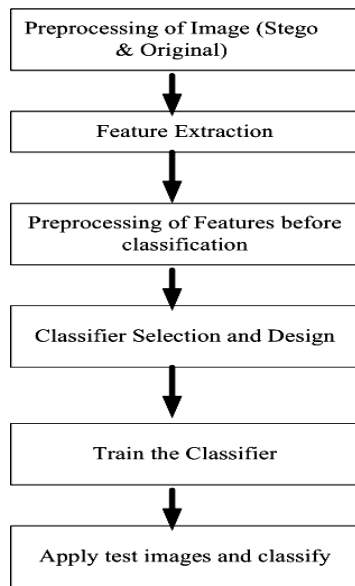 Preprocessing of Image (Stego
& Original)
Feature Extraction
Preprocessing of Features before
classification
Classifier Selection and Design
Train the Classifier
Apply test images and classify